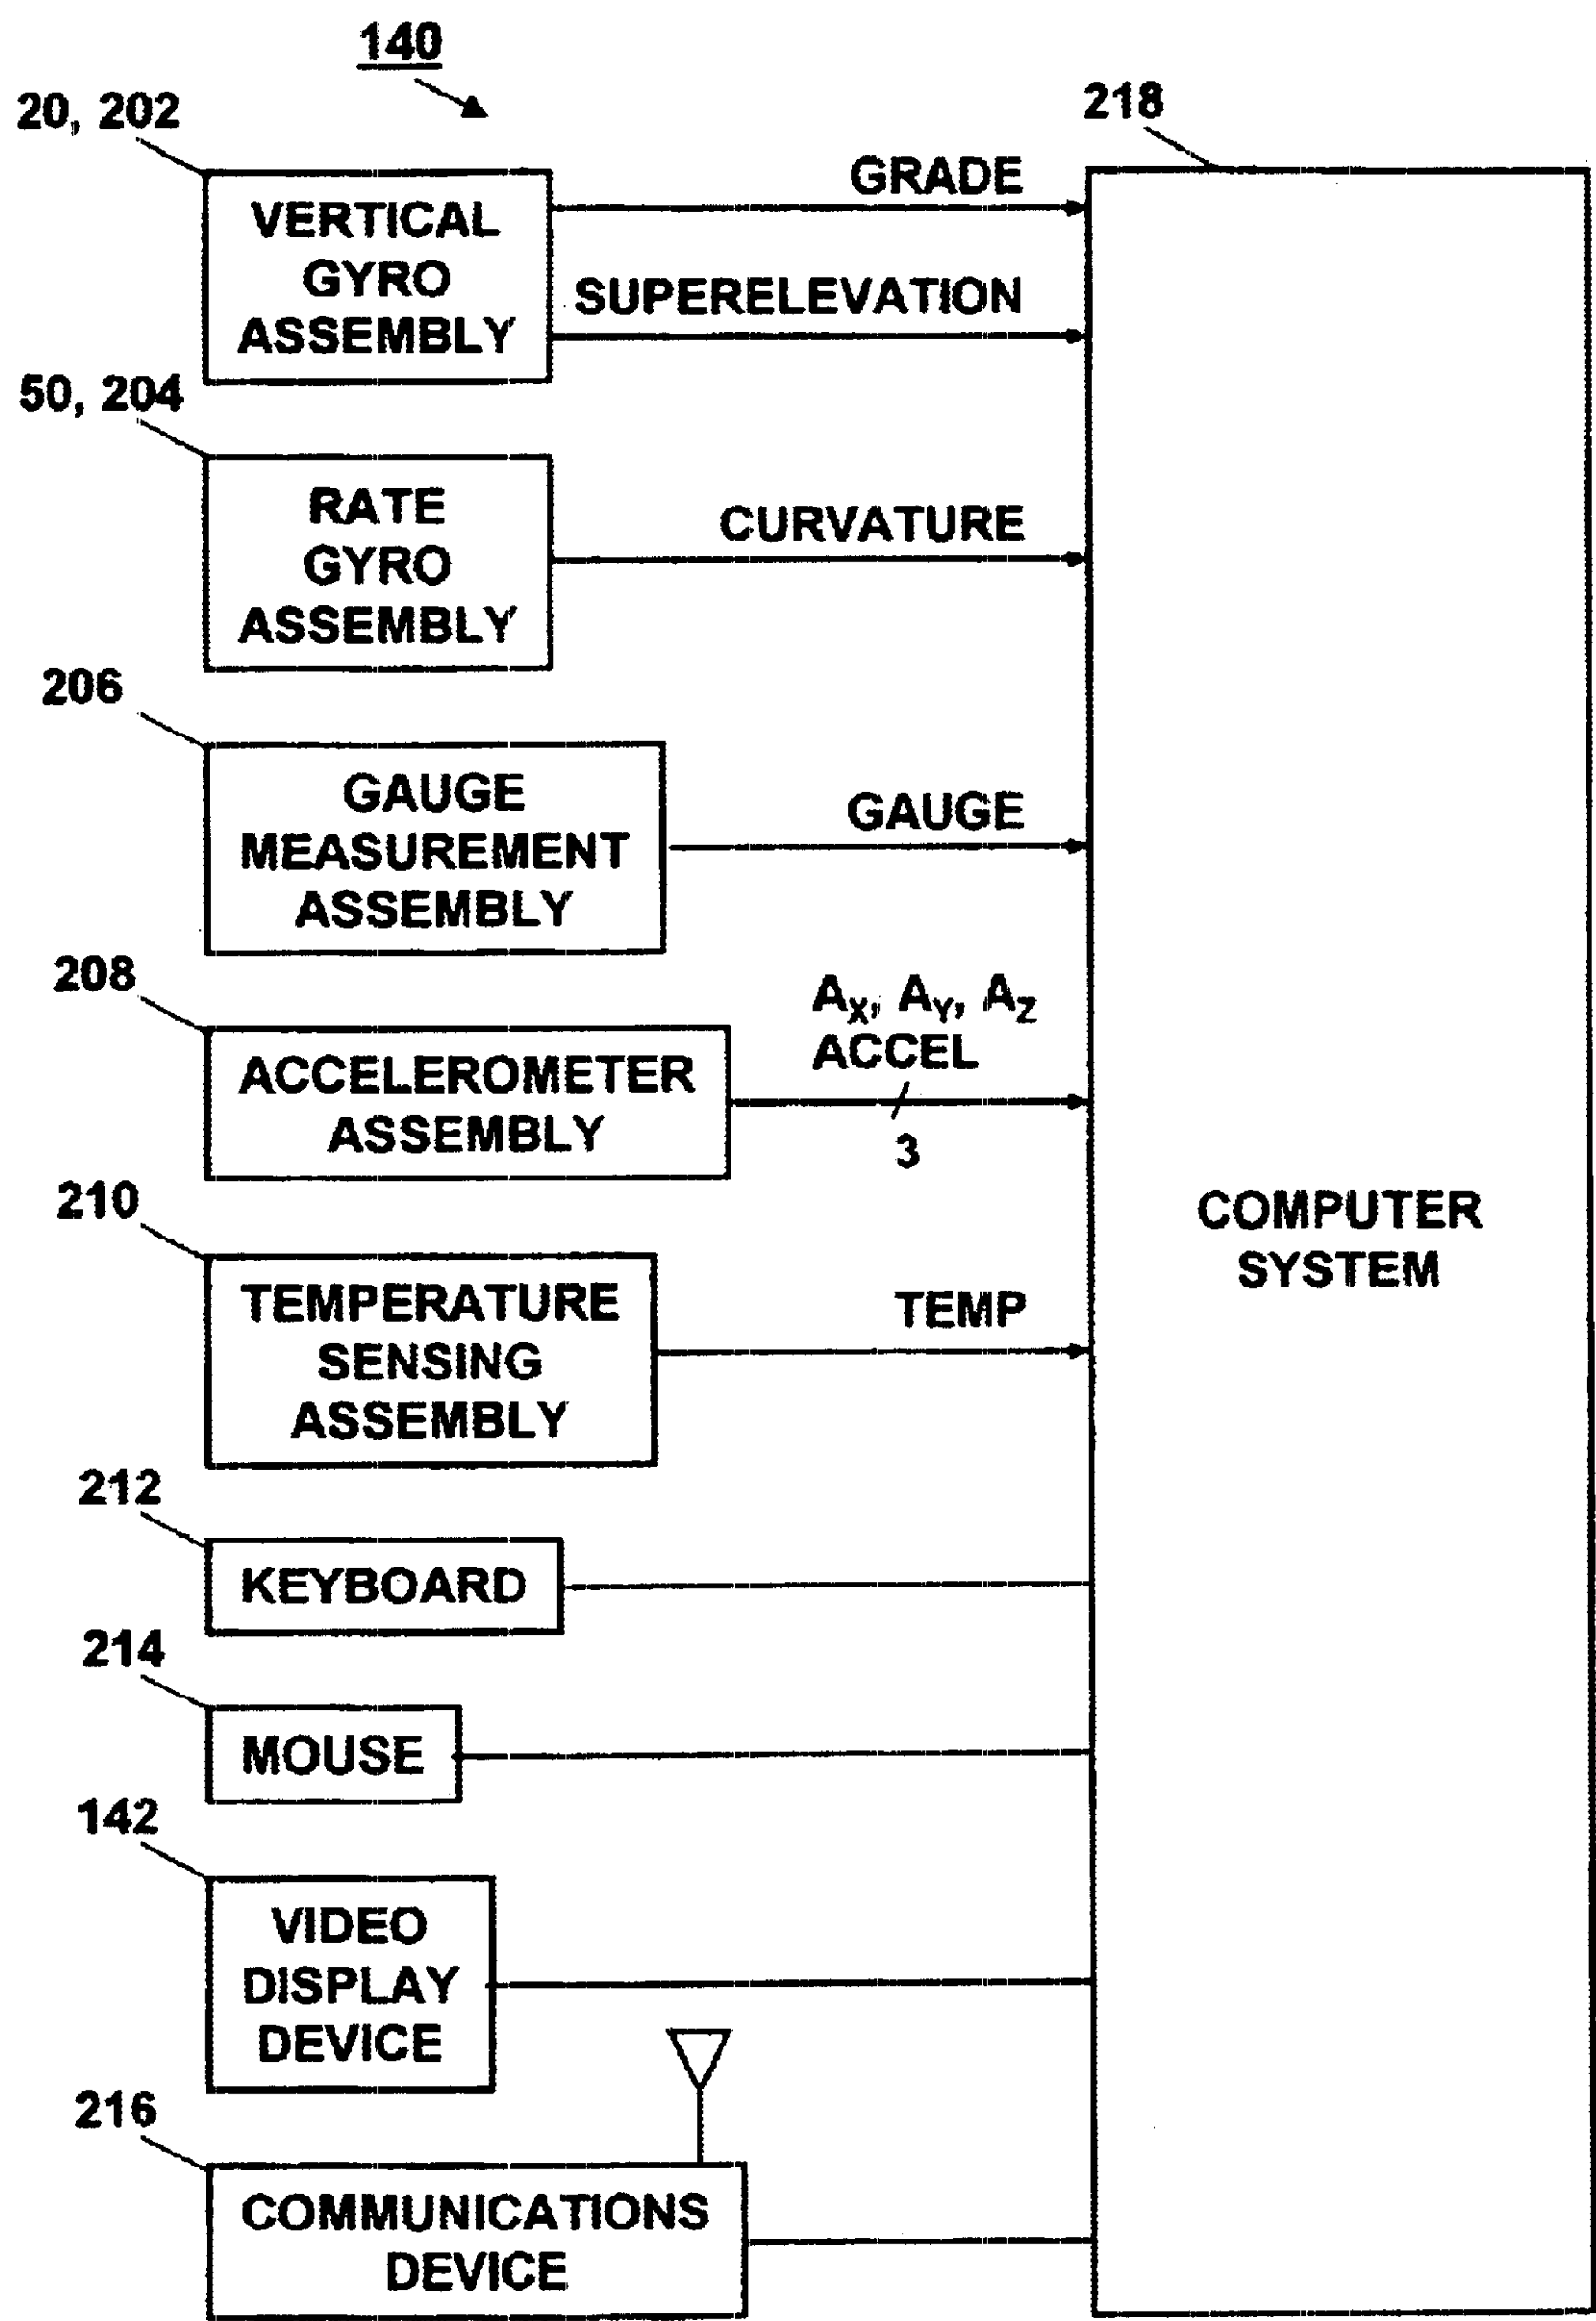 140
20, 202
218
VERTICAL
GYRO
ASSEMBLY
GRADE
SUPERELEVATION
50, 204
RATE
GYRO
ASSEMBLY
CURVATURE
206
GAUGE
MEASUREMENT
ASSEMBLY
GAUGE
208
ACCELEROMETER
ASSEMBLY
AX, AY, AZ
ACCEL
3
COMPUTER
SYSTEM
210
TEMPERATURE
SENSING
ASSEMBLY
TEMP
212
KEYBOARD
214
MOUSE
142
VIDEO
DISPLAY
DEVICE
216
COMMUNICATIONS
DEVICE